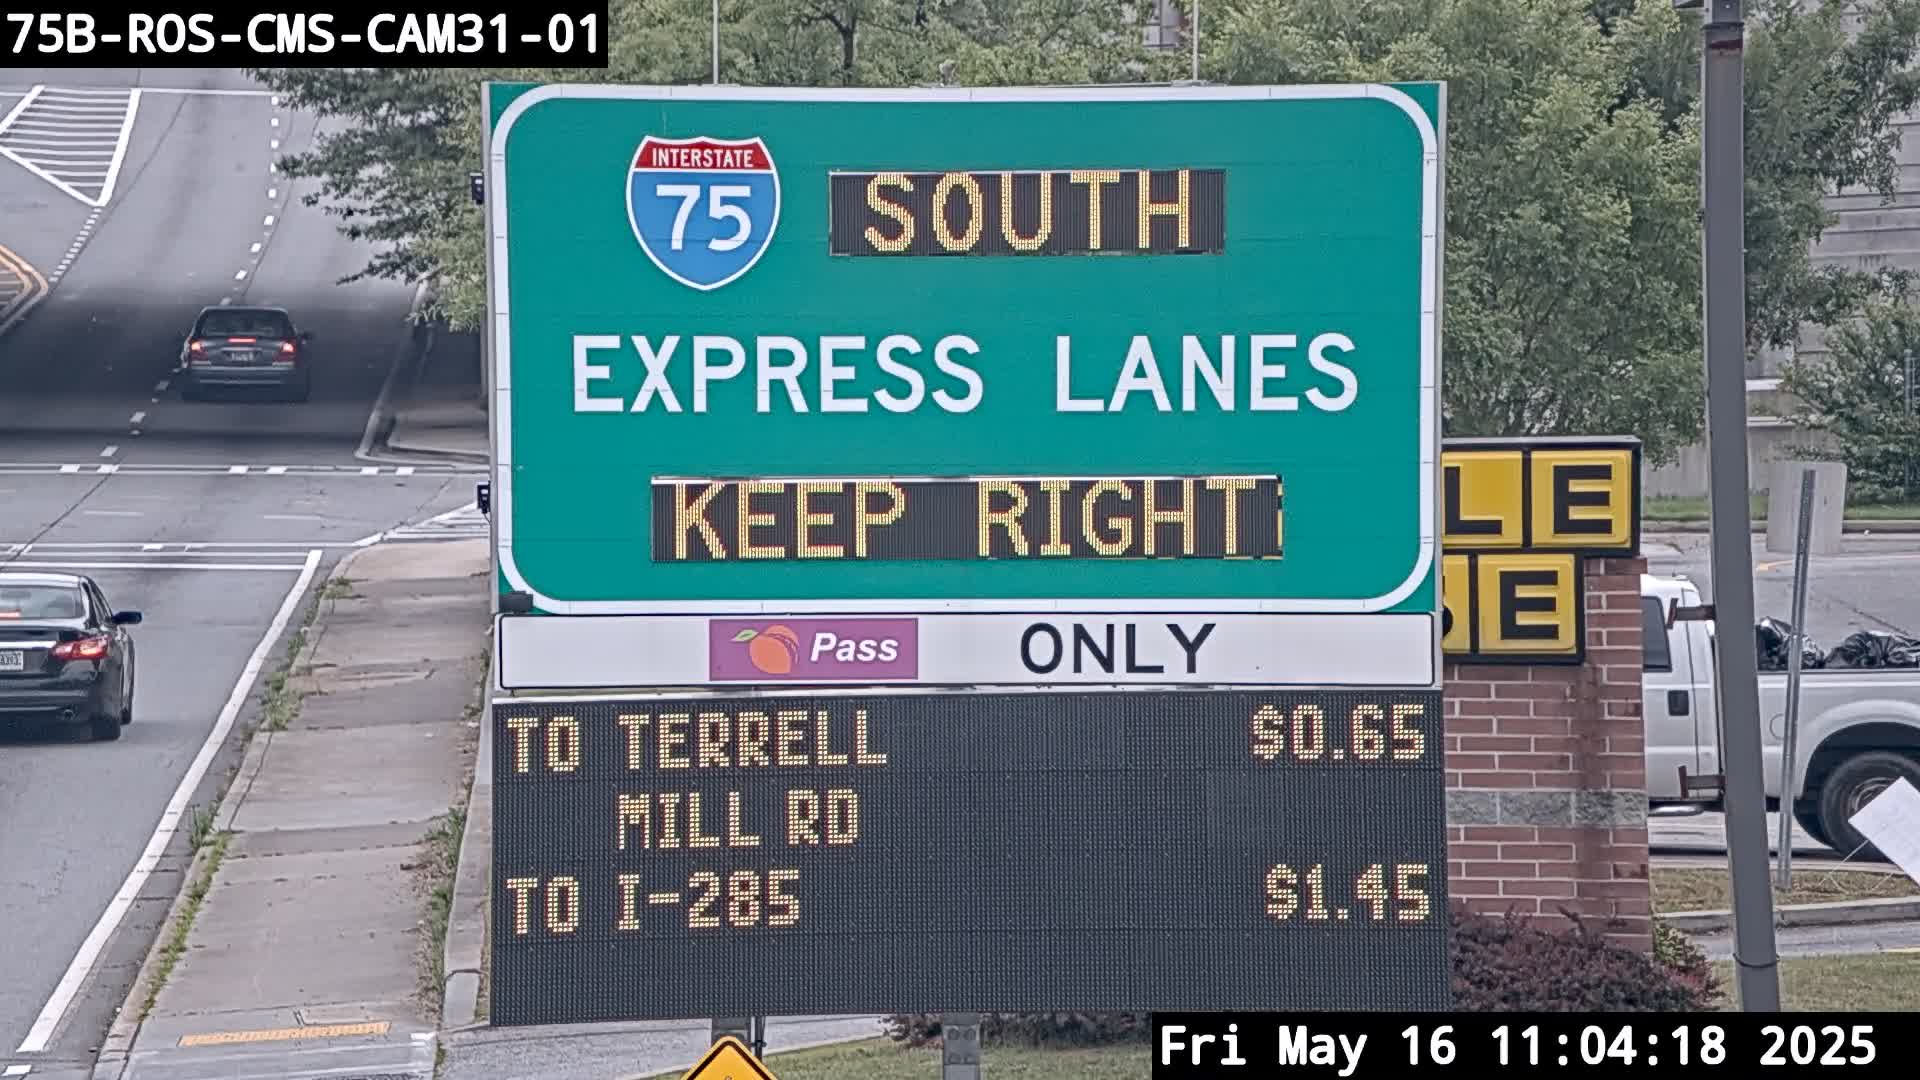 75B-ROS-CMS-CAM31-01
INTERSTATE
75
SOUTH
EXPRESS LANES
KEEP RIGHT
Pass ONLY
LE
E
TO TERRELL $0.65
MILL RD
TO I-285 $1.45
Fri May 16 11:04:18 2025